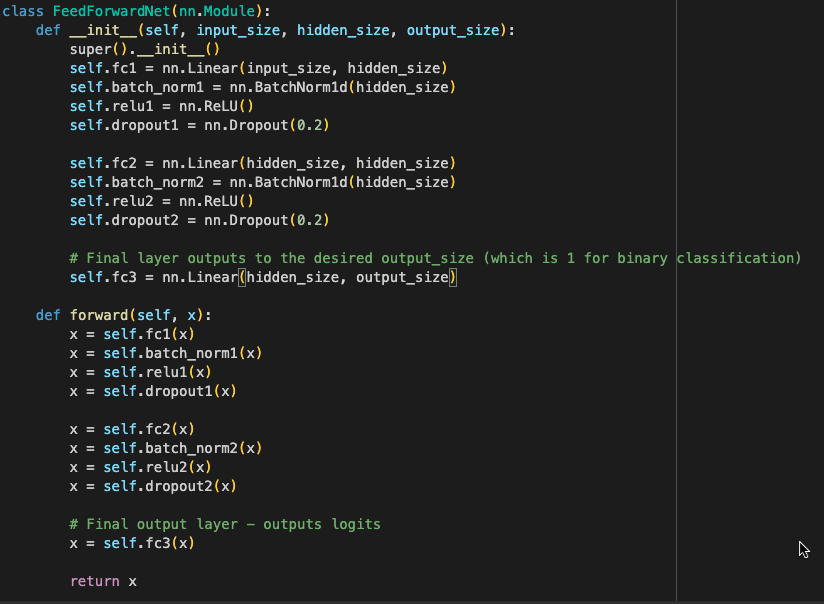 class FeedForwardNet(nn.Module):
    def __init__(self, input_size, hidden_size, output_size):
        super().__init__()
        self.fc1 = nn.Linear(input_size, hidden_size)
        self.batch_norm1 = nn.BatchNorm1d(hidden_size)
        self.relu1 = nn.ReLU()
        self.dropout1 = nn.Dropout(0.2)

        self.fc2 = nn.Linear(hidden_size, hidden_size)
        self.batch_norm2 = nn.BatchNorm1d(hidden_size)
        self.relu2 = nn.ReLU()
        self.dropout2 = nn.Dropout(0.2)

        # Final layer outputs to the desired output_size (which is 1 for binary classification)
        self.fc3 = nn.Linear(hidden_size, output_size)

    def forward(self, x):
        x = self.fc1(x)
        x = self.batch_norm1(x)
        x = self.relu1(x)
        x = self.dropout1(x)

        x = self.fc2(x)
        x = self.batch_norm2(x)
        x = self.relu2(x)
        x = self.dropout2(x)

        # Final output layer – outputs logits
        x = self.fc3(x)

        return x